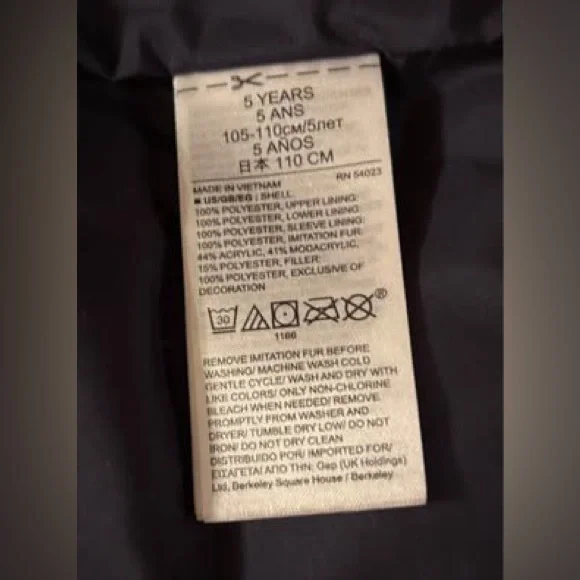 5 YEARS
5 ANS
105-110см/5лет
5 AÑOS
日本 110 CM
MADE IN VIETNAM RN 54023
■ US/GB/EG : SHELL:
100% POLYESTER, UPPER LINING:
100% POLYESTER, LOWER LINING:
100% POLYESTER, SLEEVE LINING:
100% POLYESTER, IMITATION FUR:
44% ACRYLIC, 41% MODACRYLIC,
15% POLYESTER, FILLER:
100% POLYESTER, EXCLUSIVE OF
DECORATION
30
®
1166
REMOVE IMITATION FUR BEFORE
WASHING/ MACHINE WASH COLD
GENTLE CYCLE/ WASH AND DRY WITH
LIKE COLORS/ ONLY NON-CHLORINE
BLEACH WHEN NEEDED/ REMOVE
PROMPTLY FROM WASHER AND
DRYER/ TUMBLE DRY LOW/ DO NOT
IRON/ DO NOT DRY CLEAN
DISTRIBUIDO POR/ IMPORTED FOR/
ΕΙΣΑΓΕΤΑΙ ΑΠΟ ΤΗΝ: Gap (UK Holdings)
Ltd, Berkeley Square House / Berkeley